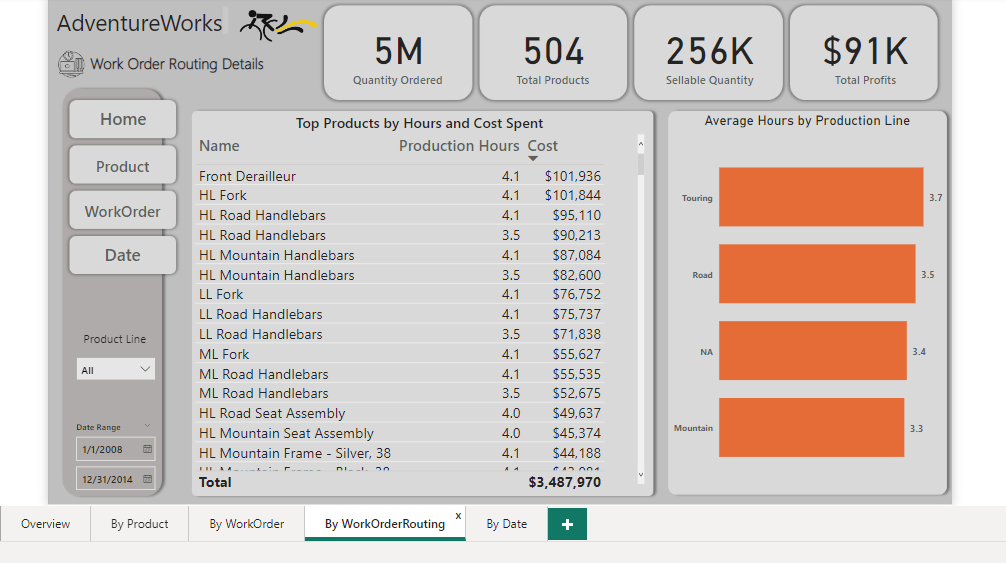 AdventureWorks
Work Order Routing Details
5M
Quantity Ordered
504
Total Products
256K
Sellable Quantity
$91K
Total Profits
Home
Product
WorkOrder
Date
Product Line
All
Date Range
1/1/2008
12/31/2014
Top Products by Hours and Cost Spent
Name Production Hours Cost
Front Derailleur 4.1 $101,936
HL Fork 4.1 $101,844
HL Road Handlebars 4.1 $95,110
HL Road Handlebars 3.5 $90,213
HL Mountain Handlebars 4.1 $87,084
HL Mountain Handlebars 3.5 $82,600
LL Fork 4.1 $76,752
LL Road Handlebars 4.1 $75,737
LL Road Handlebars 3.5 $71,838
ML Fork 4.1 $55,627
ML Road Handlebars 4.1 $55,535
ML Road Handlebars 3.5 $52,675
HL Road Seat Assembly 4.0 $49,637
HL Mountain Seat Assembly 4.0 $45,374
HL Mountain Frame - Silver, 38 4.1 $44,188
Total $3,487,970
Average Hours by Production Line
Touring 3.7
Road 3.5
NA 3.4
Mountain 3.3
Overview
By Product
By WorkOrder
By WorkOrderRouting x
By Date
+